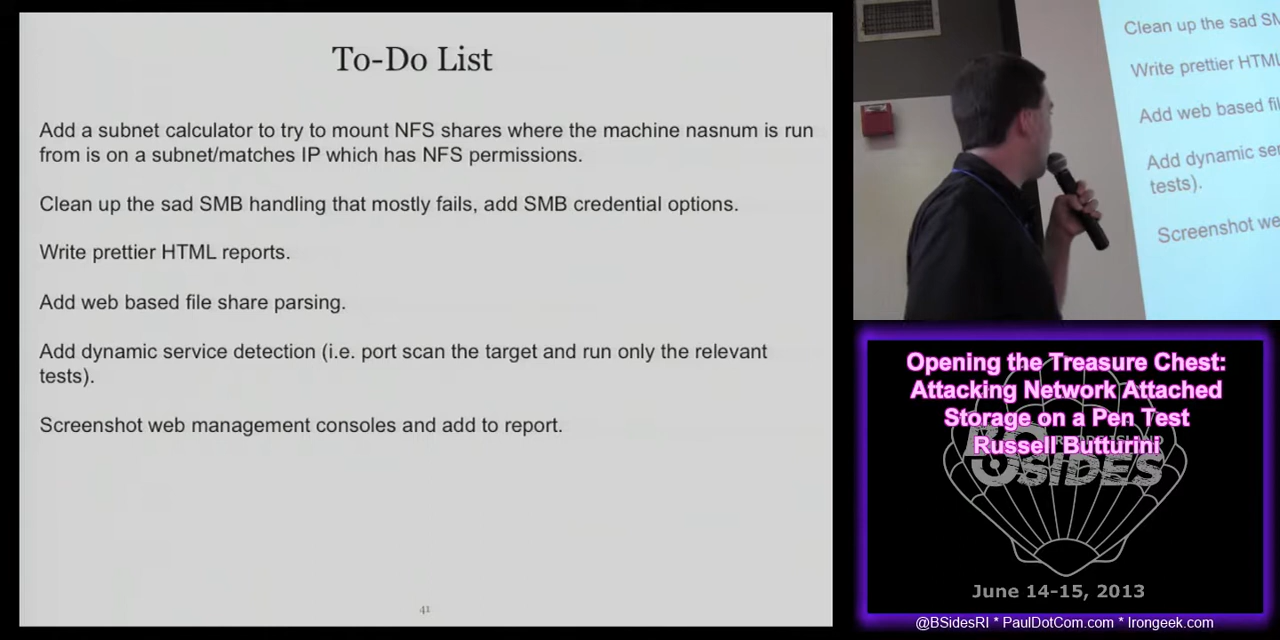 To-Do List
Add a subnet calculator to try to mount NFS shares where the machine nasnum is run
from is on a subnet/matches IP which has NFS permissions.
Clean up the sad SMB handling that mostly fails, add SMB credential options.
Write prettier HTML reports.
Add web based file share parsing.
Add dynamic service detection (i.e. port scan the target and run only the relevant
tests).
Screenshot web management consoles and add to report.
41
Clean up the sad SM
Write prettier HTML
Add web based fil
Add dynamic ser
tests).
Screenshot we
Opening the Treasure Chest:
Attacking Network Attached
Storage on a Pen Test
Russell Butturini
BSIDES
June 14-15, 2013
@BSidesRI * PaulDotCom.com * Irongeek.com